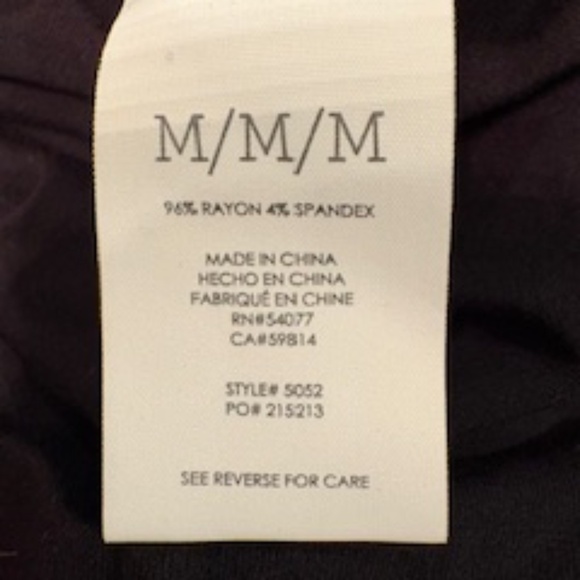 M/M/M
96% RAYON 4% SPANDEX
MADE IN CHINA
HECHO EN CHINA
FABRIQUÉ EN CHINE
RN#54077
CA#59814
STYLE# 5052
PO# 215213
SEE REVERSE FOR CARE